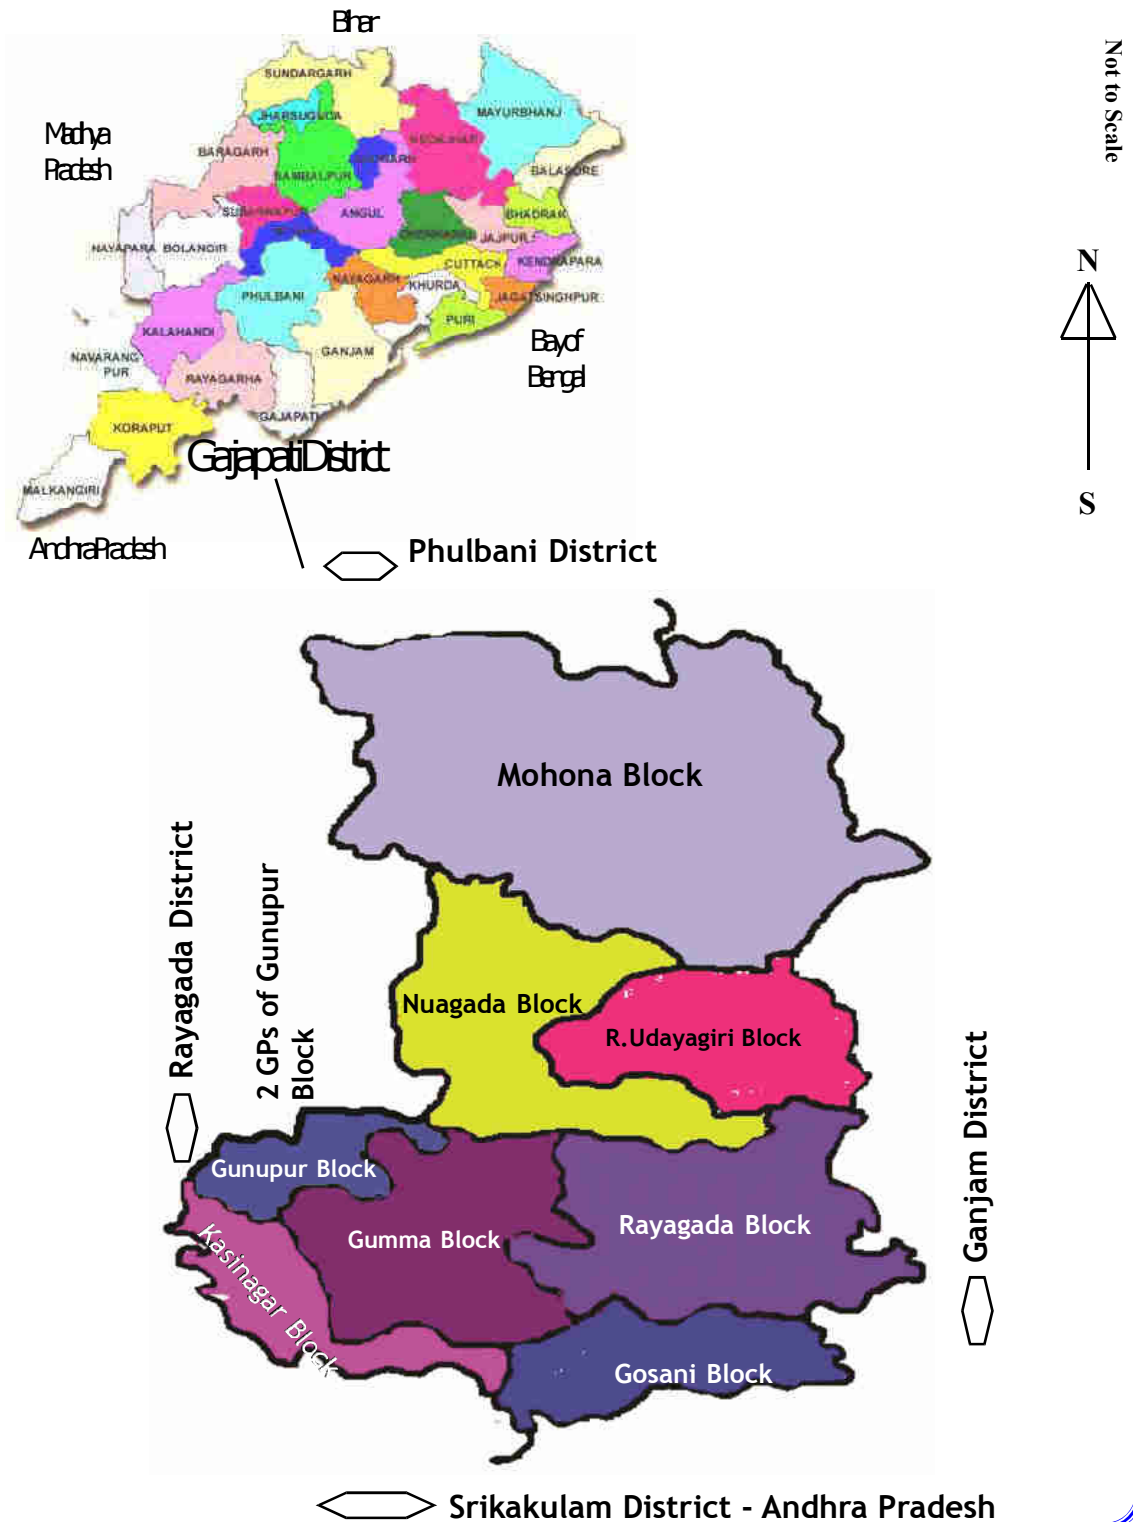 Bihar
Not to Scale
SUNDARGARH
Madhya
Pradesh
JHARSUGUDA
MAYURBHANJ
BARAGARH
BALASORE
SAMBALPUR
ANGUL
BHADRAK
JAJPUR
NAYAPARA
BOLANGIR
CUTTACK
KENDRAPARA
N
NAYAGARH
KHURDA
PHULBANI
JAGATSINGHPUR
PURI
KALAHANDI
Bay of
Bengal
GANJAM
NAVARANG
PUR
RAYAGARHA
GAJAPATI
KORAPUT
Gajapati District
MALKANGIRI
S
Andhra Pradesh
Phulbani District
Mohona Block
Rayagada District
2 GPs of Gunupur
Block
Nuagada Block
R.Udayagiri Block
Ganjam District
Gunupur Block
Rayagada Block
Gumma Block
Kasinagar Block
Gosani Block
Srikakulam District - Andhra Pradesh